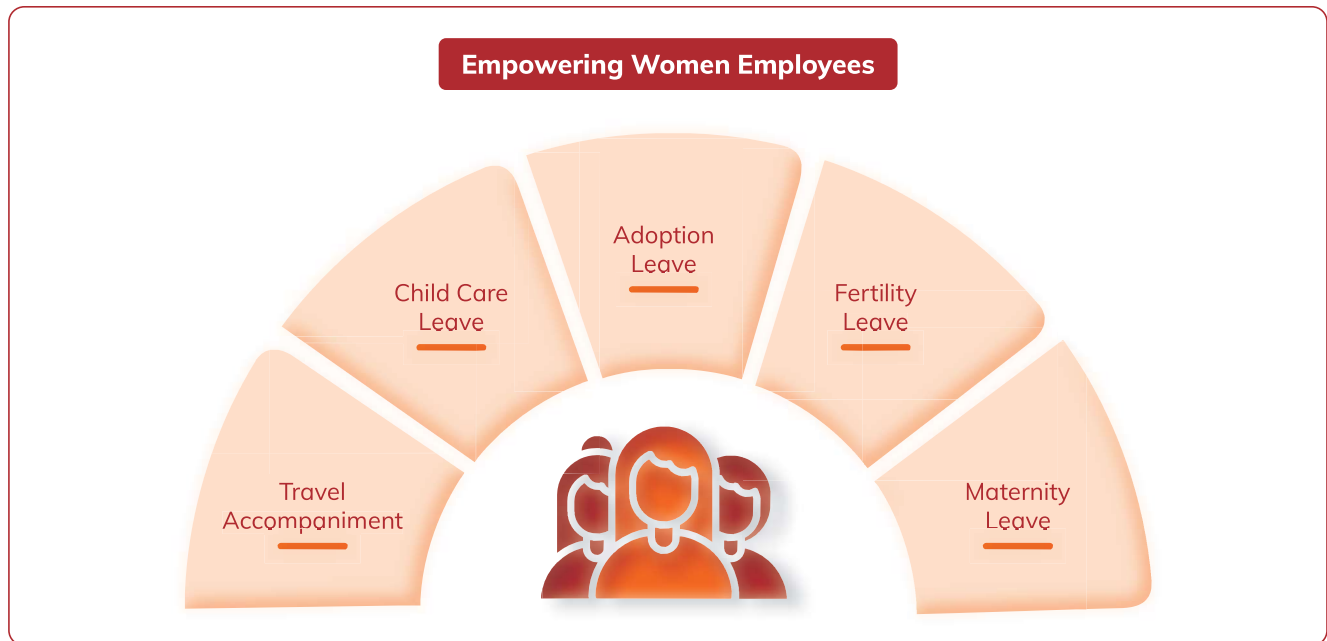 Empowering Women Employees
Travel
Accompaniment
Child Care
Leave
Adoption
Leave
Fertility
Leave
Maternity
Leave